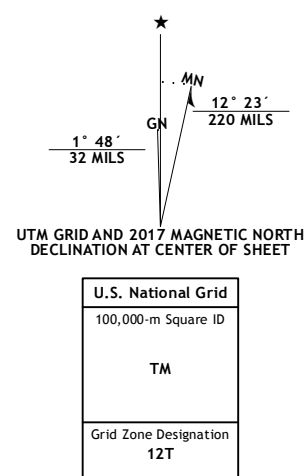 ★
MN
GN
12° 23´
220 MILS
1° 48´
32 MILS
UTM GRID AND 2017 MAGNETIC NORTH
DECLINATION AT CENTER OF SHEET
U.S. National Grid
100,000-m Square ID
TM
Grid Zone Designation
12T